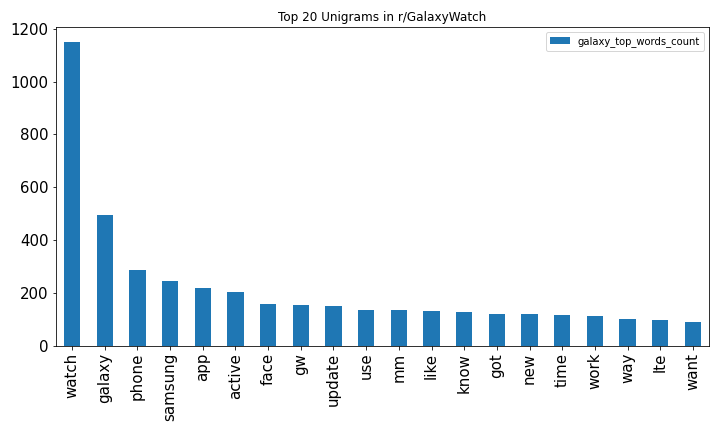 Top 20 Unigrams in r/GalaxyWatch
galaxy_top_words_count
1200
1000
800
600
400
200
0
watch
galaxy
phone
samsung
app
active
face
gw
update
use
mm
like
know
got
new
time
work
way
lte
want